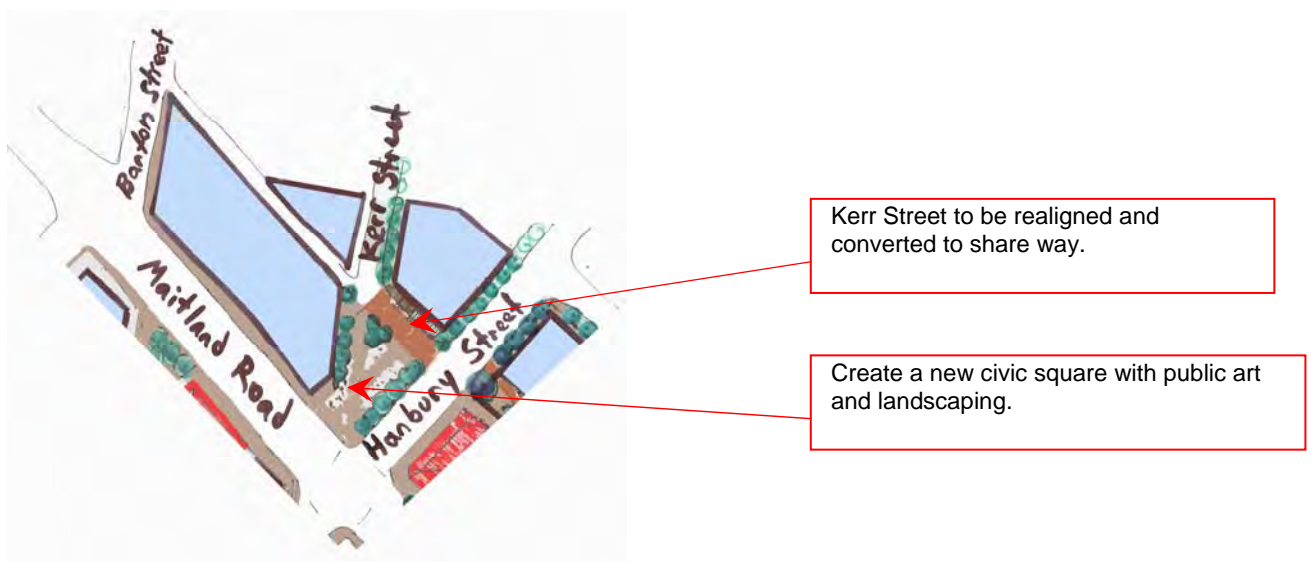 Banton Street
Kerr Street
Maitland Road
Hanbury Street
Kerr Street to be realigned and
converted to share way.
Create a new civic square with public art
and landscaping.